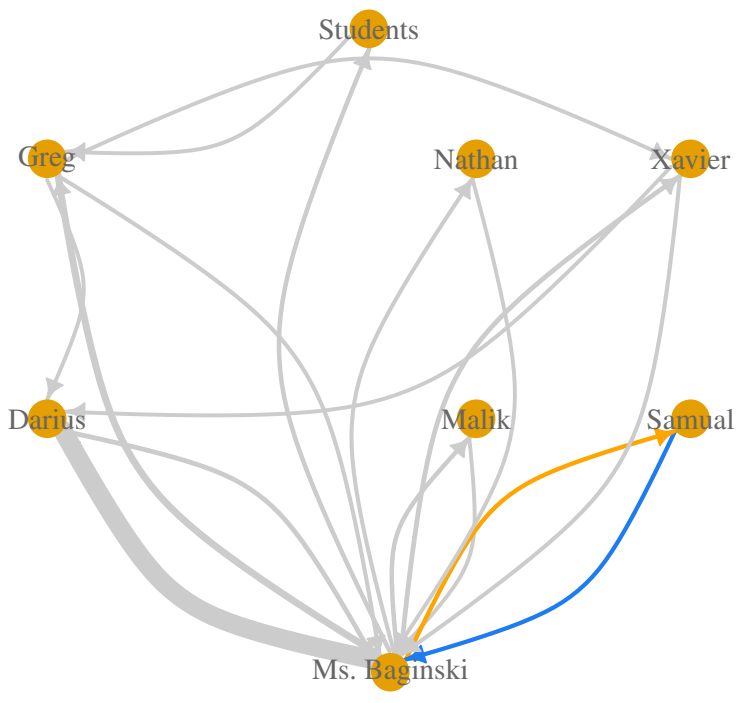 Students
Greg
Nathan
Xavier
Darius
Malik
Samual
Ms. Baginski